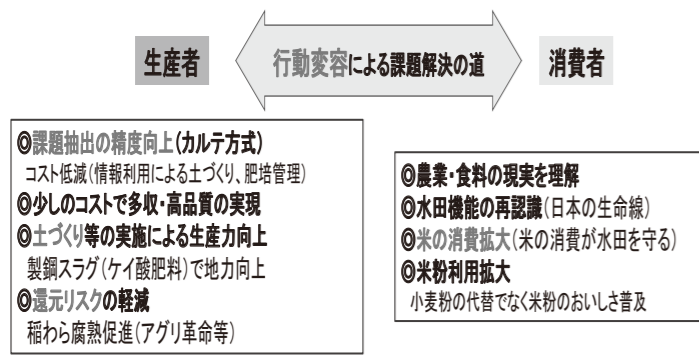 生産者
行動変容による課題解決の道
消費者
◎課題抽出の精度向上(カルテ方式)
コスト低減(情報利用による土づくり、肥培管理)
◎少しのコストで多収・高品質の実現
◎土づくり等の実施による生産力向上
製鋼スラグ(ケイ酸肥料)で地力向上
◎還元リスクの軽減
稲わら腐熟促進(アグリ革命等)
◎農業・食料の現実を理解
◎水田機能の再認識(日本の生命線)
◎米の消費拡大(米の消費が水田を守る)
◎米粉利用拡大
小麦粉の代替でなく米粉のおいしさ普及